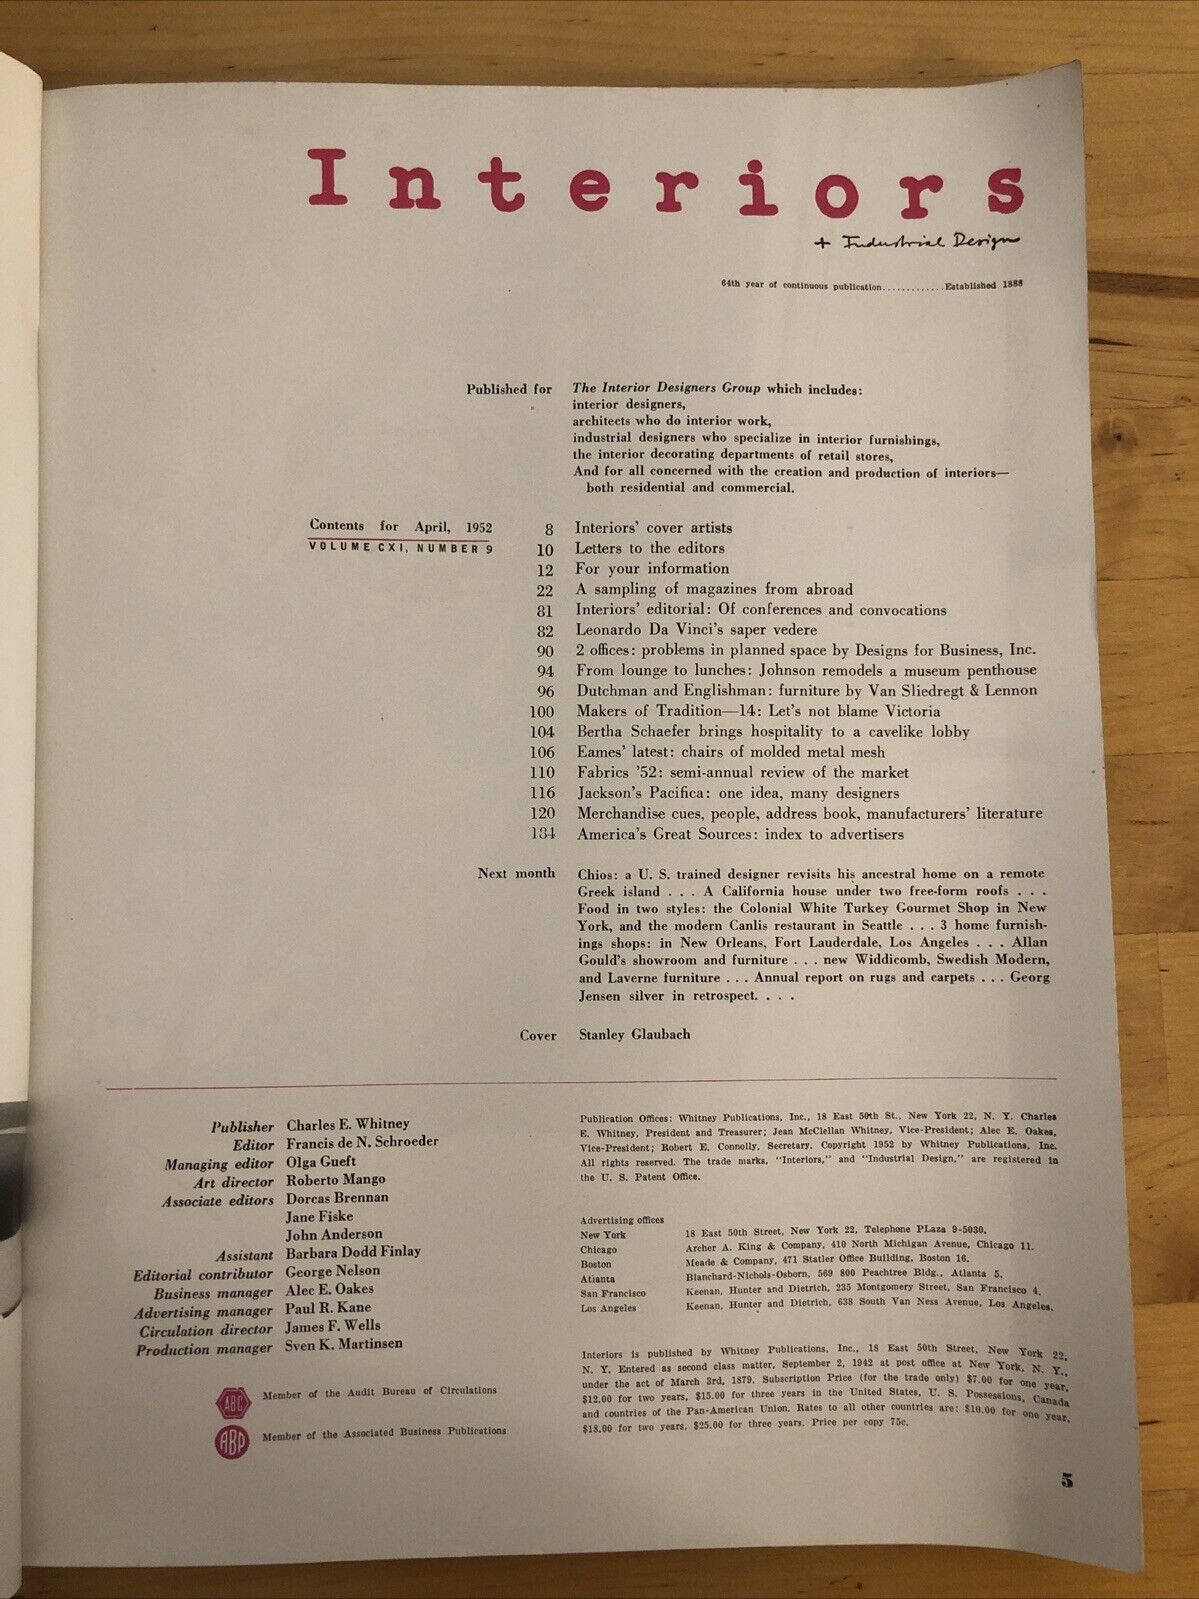 Interiors
+ Industrial Design
64th year of continuous publication.............Established 1888
Published for The Interior Designers Group which includes:
interior designers,
architects who do interior work,
industrial designers who specialize in interior furnishings,
the interior decorating departments of retail stores,
And for all concerned with the creation and production of interiors—
both residential and commercial.
Contents for April, 1952
VOLUME CXI, NUMBER 9
8 Interiors' cover artists
10 Letters to the editors
12 For your information
22 A sampling of magazines from abroad
81 Interiors' editorial: Of conferences and convocations
82 Leonardo Da Vinci's saper vedere
90 2 offices: problems in planned space by Designs for Business, Inc.
94 From lounge to lunches: Johnson remodels a museum penthouse
96 Dutchman and Englishman: furniture by Van Sliedregt & Lennon
100 Makers of Tradition—14: Let's not blame Victoria
104 Bertha Schaefer brings hospitality to a cavelike lobby
106 Eames' latest: chairs of molded metal mesh
110 Fabrics '52: semi-annual review of the market
116 Jackson's Pacifica: one idea, many designers
120 Merchandise cues, people, address book, manufacturers' literature
184 America's Great Sources: index to advertisers
Next month Chios: a U. S. trained designer revisits his ancestral home on a remote
Greek island . . . A California house under two free-form roofs . . .
Food in two styles: the Colonial White Turkey Gourmet Shop in New
York, and the modern Canlis restaurant in Seattle . . . 3 home furnish-
ings shops: in New Orleans, Fort Lauderdale, Los Angeles . . . Allan
Gould's showroom and furniture . . . new Widdicomb, Swedish Modern,
and Laverne furniture . . . Annual report on rugs and carpets . . . Georg
Jensen silver in retrospect. . . .
Cover Stanley Glaubach
Publisher Charles E. Whitney
Editor Francis de N. Schroeder
Managing editor Olga Gueft
Art director Roberto Mango
Associate editors Dorcas Brennan
Jane Fiske
John Anderson
Assistant Barbara Dodd Finlay
Editorial contributor George Nelson
Business manager Alec E. Oakes
Advertising manager Paul R. Kane
Circulation director James F. Wells
Production manager Sven K. Martinsen
ABC Member of the Audit Bureau of Circulations
ABP Member of the Associated Business Publications
Publication Offices: Whitney Publications, Inc., 18 East 50th St., New York 22, N. Y. Charles
E. Whitney, President and Treasurer; Jean McClellan Whitney, Vice-President; Alec E. Oakes,
Vice-President; Robert E. Connolly, Secretary. Copyright 1952 by Whitney Publications, Inc.
All rights reserved. The trade marks, "Interiors," and "Industrial Design," are registered in
the U. S. Patent Office.
Advertising offices
New York 18 East 50th Street, New York 22, Telephone PLaza 9-5030.
Chicago Archer A. King & Company, 410 North Michigan Avenue, Chicago 11.
Boston Meade & Company, 471 Statler Office Building, Boston 16.
Atlanta Blanchard-Nichols-Osborn, 569 800 Peachtree Bldg., Atlanta 5.
San Francisco Keenan, Hunter and Dietrich, 235 Montgomery Street, San Francisco 4.
Los Angeles Keenan, Hunter and Dietrich, 638 South Van Ness Avenue, Los Angeles.
Interiors is published by Whitney Publications, Inc., 18 East 50th Street, New York 22,
N. Y. Entered as second class matter, September 2, 1942 at post office at New York, N. Y.,
under the act of March 3rd, 1879. Subscription Price (for the trade only) $7.00 for one year,
$12.00 for two years, $15.00 for three years in the United States, U. S. Possessions, Canada
and countries of the Pan-American Union. Rates to all other countries are: $10.00 for one year,
$18.00 for two years, $25.00 for three years. Price per copy 75c.
5